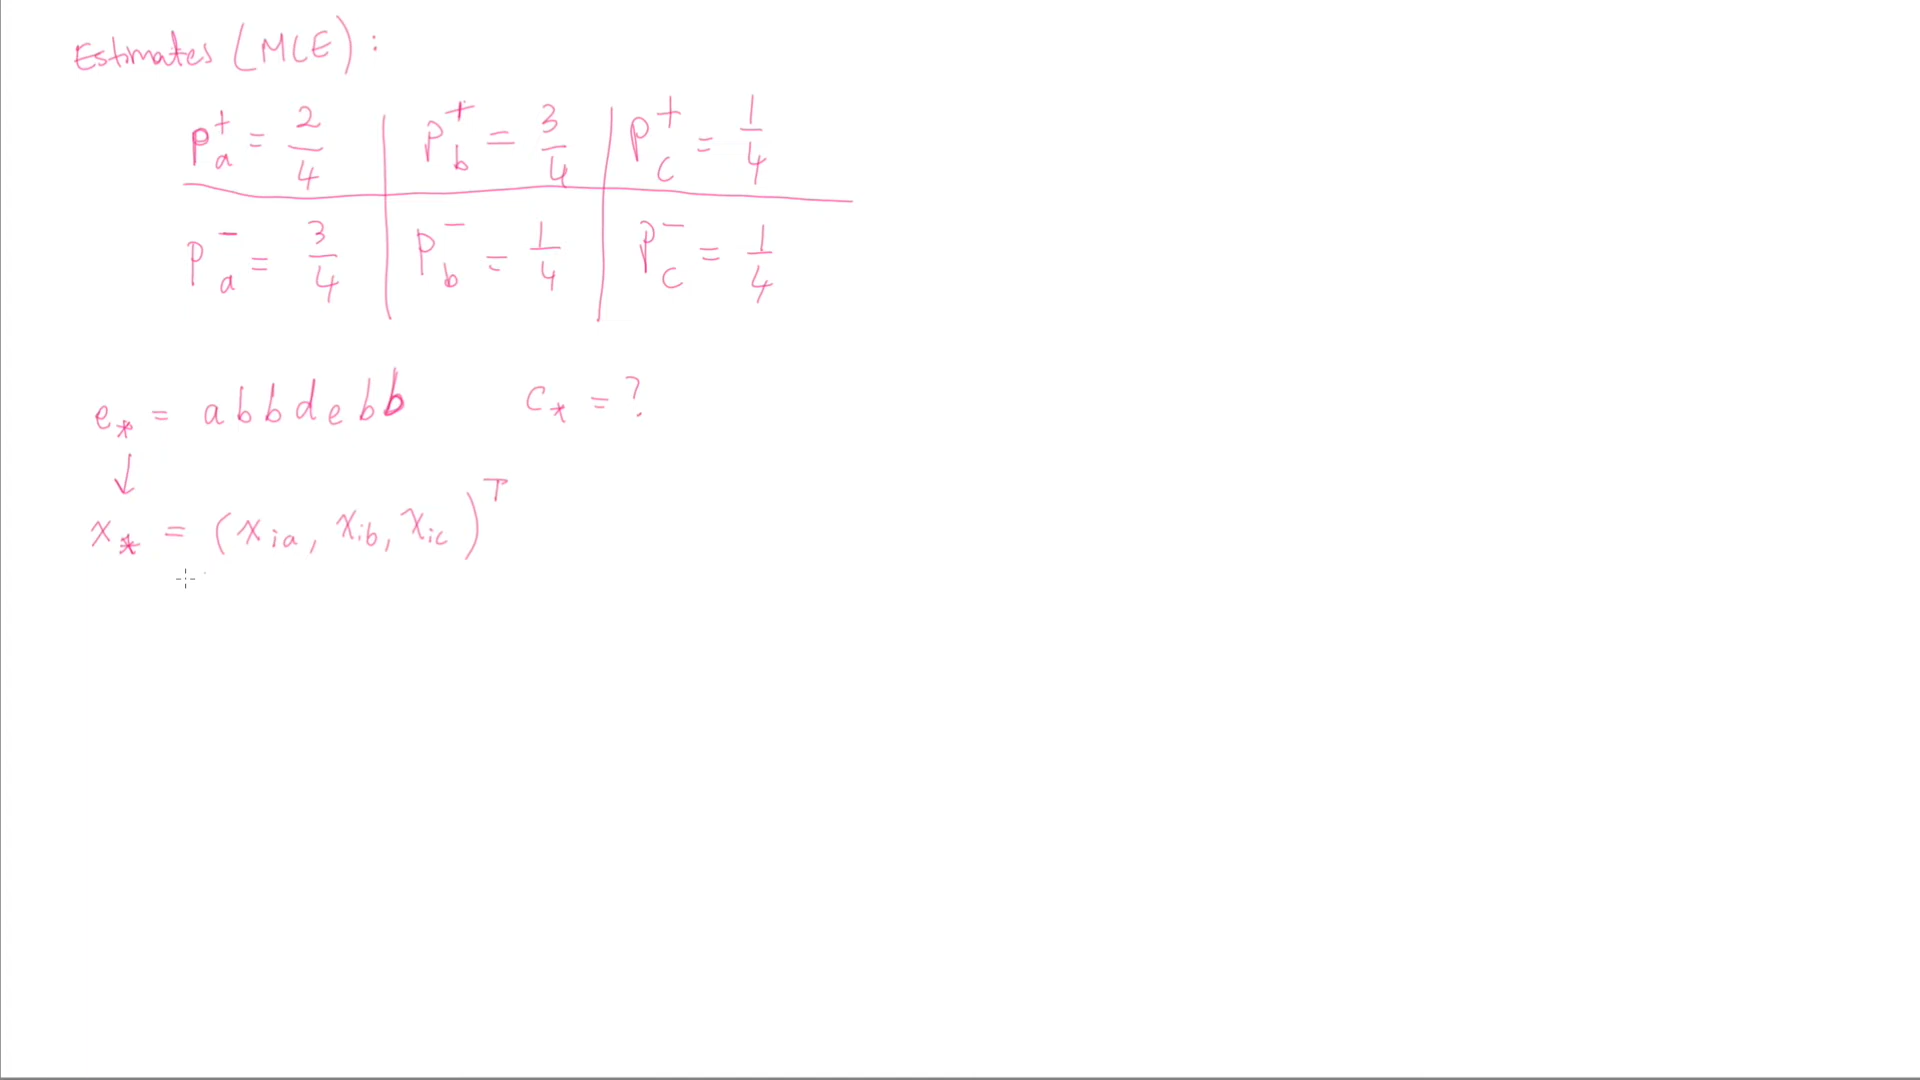 Estimates (MLE):
p_a^+ = 2/4 | p_b^+ = 3/4 | p_c^+ = 1/4
p_a^- = 3/4 | p_b^- = 1/4 | p_c^- = 1/4
e_* = abbdebb c_* = ?
↓
x_* = (x_ia, x_ib, x_ic)^T